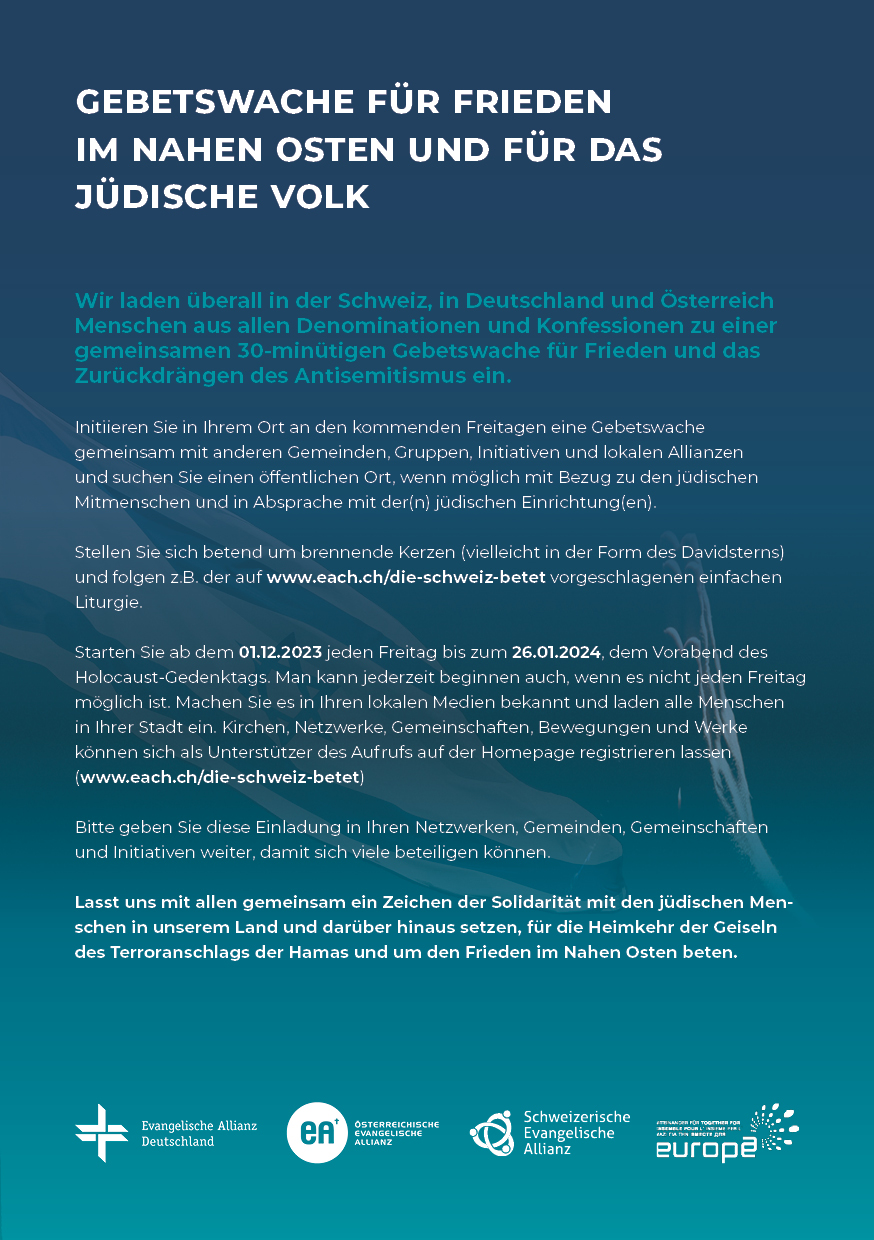 GEBETSWACHE FÜR FRIEDEN
IM NAHEN OSTEN UND FÜR DAS
JÜDISCHE VOLK
Wir laden überall in der Schweiz, in Deutschland und Österreich
Menschen aus allen Denominationen und Konfessionen zu einer
gemeinsamen 30-minütigen Gebetswache für Frieden und das
Zurückdrängen des Antisemitismus ein.
Initiieren Sie in Ihrem Ort an den kommenden Freitagen eine Gebetswache
gemeinsam mit anderen Gemeinden, Gruppen, Initiativen und lokalen Allianzen
und suchen Sie einen öffentlichen Ort, wenn möglich mit Bezug zu den jüdischen
Mitmenschen und in Absprache mit der(n) jüdischen Einrichtung(en).
Stellen Sie sich betend um brennende Kerzen (vielleicht in der Form des Davidsterns)
und folgen z.B. der auf www.each.ch/die-schweiz-betet vorgeschlagenen einfachen
Liturgie.
Starten Sie ab dem 01.12.2023 jeden Freitag bis zum 26.01.2024, dem Vorabend des
Holocaust-Gedenktags. Man kann jederzeit beginnen auch, wenn es nicht jeden Freitag
möglich ist. Machen Sie es in Ihren lokalen Medien bekannt und laden alle Menschen
in Ihrer Stadt ein. Kirchen, Netzwerke, Gemeinschaften, Bewegungen und Werke
können sich als Unterstützer des Aufrufs auf der Homepage registrieren lassen
(www.each.ch/die-schweiz-betet)
Bitte geben Sie diese Einladung in Ihren Netzwerken, Gemeinden, Gemeinschaften
und Initiativen weiter, damit sich viele beteiligen können.
Lasst uns mit allen gemeinsam ein Zeichen der Solidarität mit den jüdischen Men-
schen in unserem Land und darüber hinaus setzen, für die Heimkehr der Geiseln
des Terroranschlags der Hamas und um den Frieden im Nahen Osten beten.
Evangelische Allianz
Deutschland
eA
ÖSTERREICHISCHE
EVANGELISCHE
ALLIANZ
Schweizerische
Evangelische
Allianz
TOGETHER FOR
europa